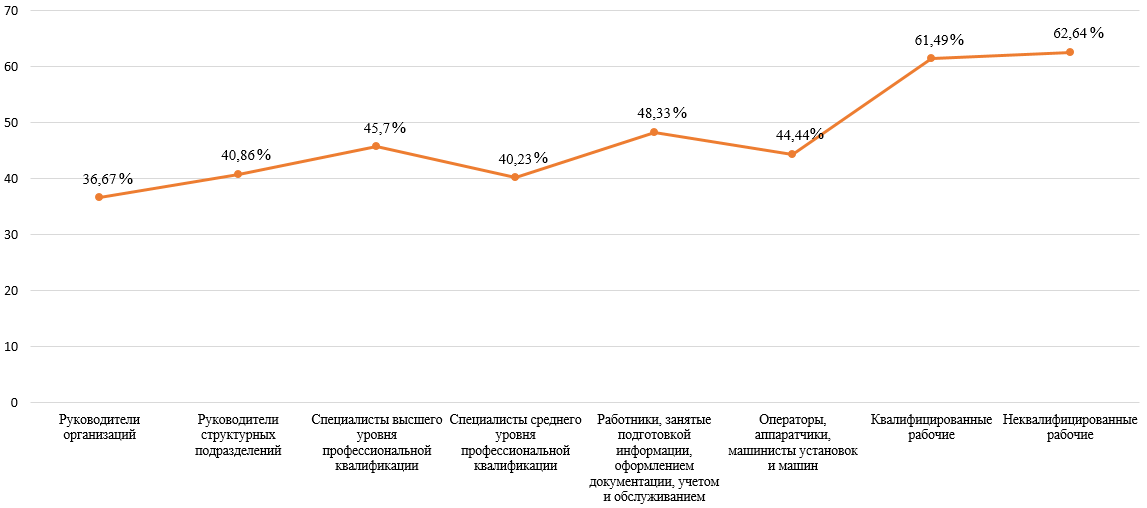 70
60
50
40
30
20
10
0
36,67%
40,86%
45,7%
40,23%
48,33%
44,44%
61,49%
62,64%
Руководители
организаций
Руководители
структурных
подразделений
Специалисты высшего
уровня
профессиональной
квалификации
Специалисты среднего
уровня
профессиональной
квалификации
Работники, занятые
подготовкой
информации,
оформлением
документации, учетом
и обслуживанием
Операторы,
аппаратчики,
машинисты установок
и машин
Квалифицированные
рабочие
Неквалифицированные
рабочие